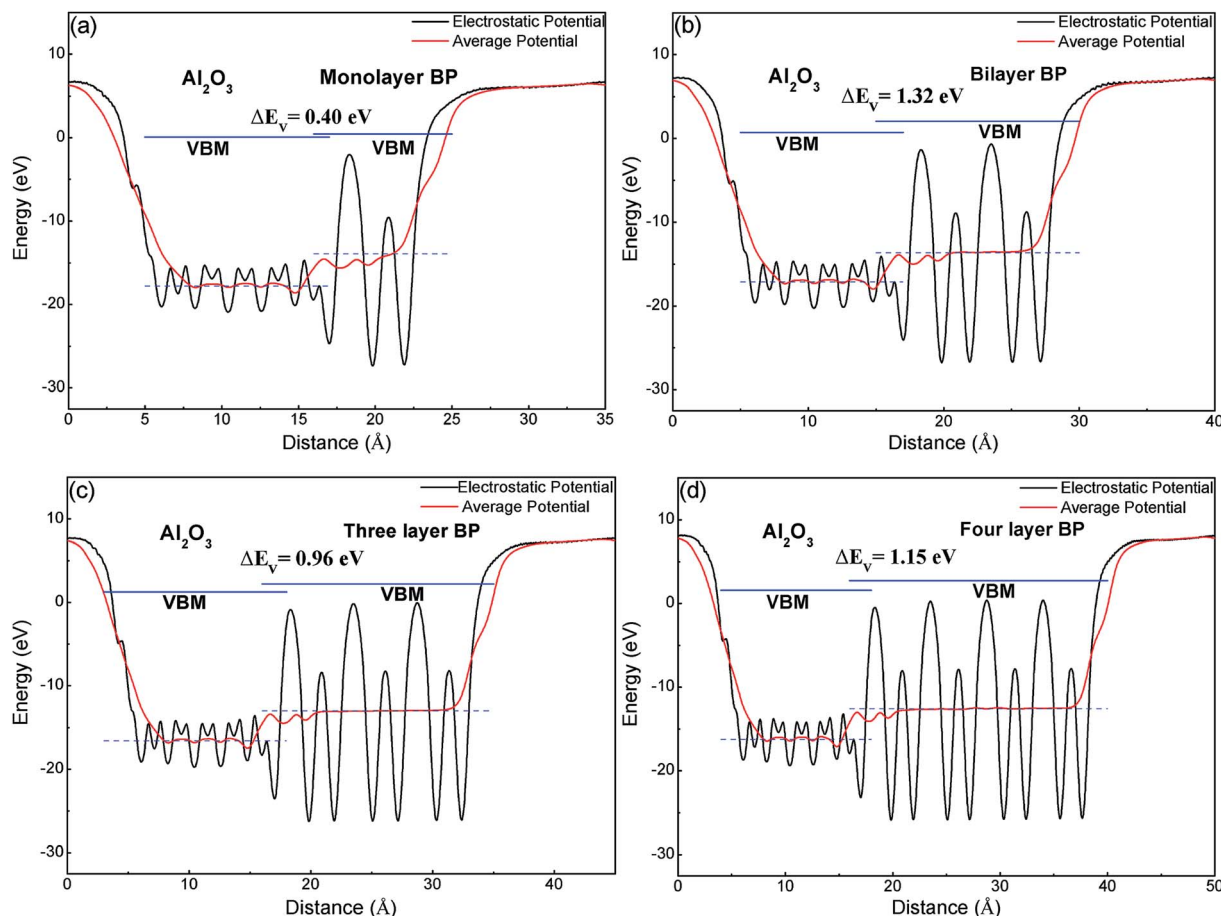 (a)
Electrostatic Potential
Average Potential
Al₂O₃
Monolayer BP
ΔEᵥ= 0.40 eV
VBM
VBM
10
0
-10
-20
-30
Energy (eV)
0 5 10 15 20 25 30 35
Distance (Å)
(b)
Electrostatic Potential
Average Potential
Al₂O₃
Bilayer BP
ΔEᵥ= 1.32 eV
VBM
VBM
10
0
-10
-20
-30
Energy (eV)
0 10 20 30 40
Distance (Å)
(c)
Electrostatic Potential
Average Potential
Al₂O₃
Three layer BP
ΔEᵥ= 0.96 eV
VBM
VBM
10
0
-10
-20
-30
Energy (eV)
0 10 20 30 40
Distance (Å)
(d)
Electrostatic Potential
Average Potential
Al₂O₃
Four layer BP
ΔEᵥ= 1.15 eV
VBM
VBM
10
0
-10
-20
-30
Energy (eV)
0 10 20 30 40 50
Distance (Å)